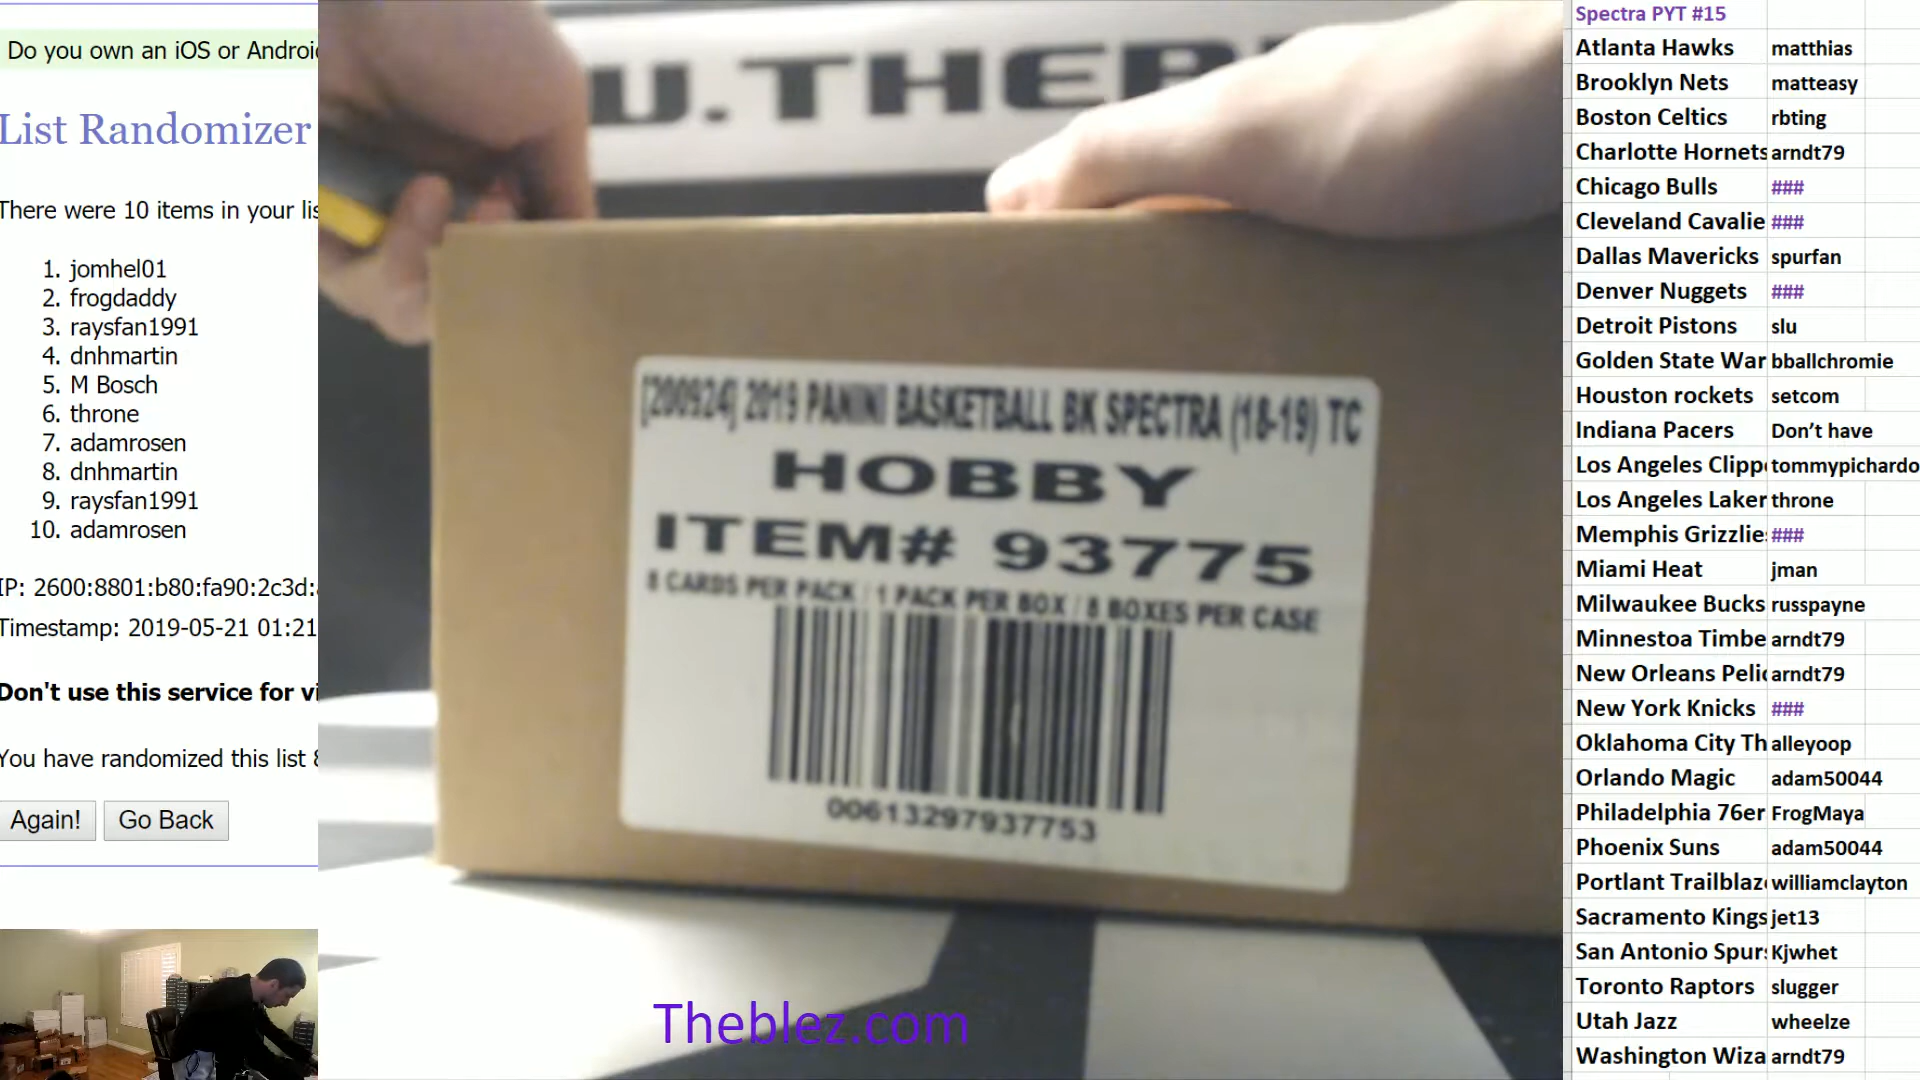 Do you own an iOS or Androi
List Randomizer
There were 10 items in your lis
1. jomhel01
2. frogdaddy
3. raysfan1991
4. dnhmartin
5. M Bosch
6. throne
7. adamrosen
8. dnhmartin
9. raysfan1991
10. adamrosen
IP: 2600:8801:b80:fa90:2c3d:
Timestamp: 2019-05-21 01:21
Don't use this service for vi
You have randomized this list
Again! Go Back
U.THEB
[200924] 2019 PANINI BASKETBALL BK SPECTRA (18-19) TC
HOBBY
ITEM# 93775
8 CARDS PER PACK / 1 PACK PER BOX / 8 BOXES PER CASE
00613297937753
Theblez.com
Spectra PYT #15
Atlanta Hawks matthias
Brooklyn Nets matteasy
Boston Celtics rbting
Charlotte Hornets arndt79
Chicago Bulls ###
Cleveland Cavalie ###
Dallas Mavericks spurfan
Denver Nuggets ###
Detroit Pistons slu
Golden State War bballchromie
Houston rockets setcom
Indiana Pacers Don't have
Los Angeles Clipp tommypichardo
Los Angeles Laker throne
Memphis Grizzlie ###
Miami Heat jman
Milwaukee Bucks russpayne
Minnestoa Timbe arndt79
New Orleans Peli arndt79
New York Knicks ###
Oklahoma City Th alleyoop
Orlando Magic adam50044
Philadelphia 76er FrogMaya
Phoenix Suns adam50044
Portlant Trailblaz williamclayton
Sacramento Kings jet13
San Antonio Spur Kjwhet
Toronto Raptors slugger
Utah Jazz wheelze
Washington Wiza arndt79